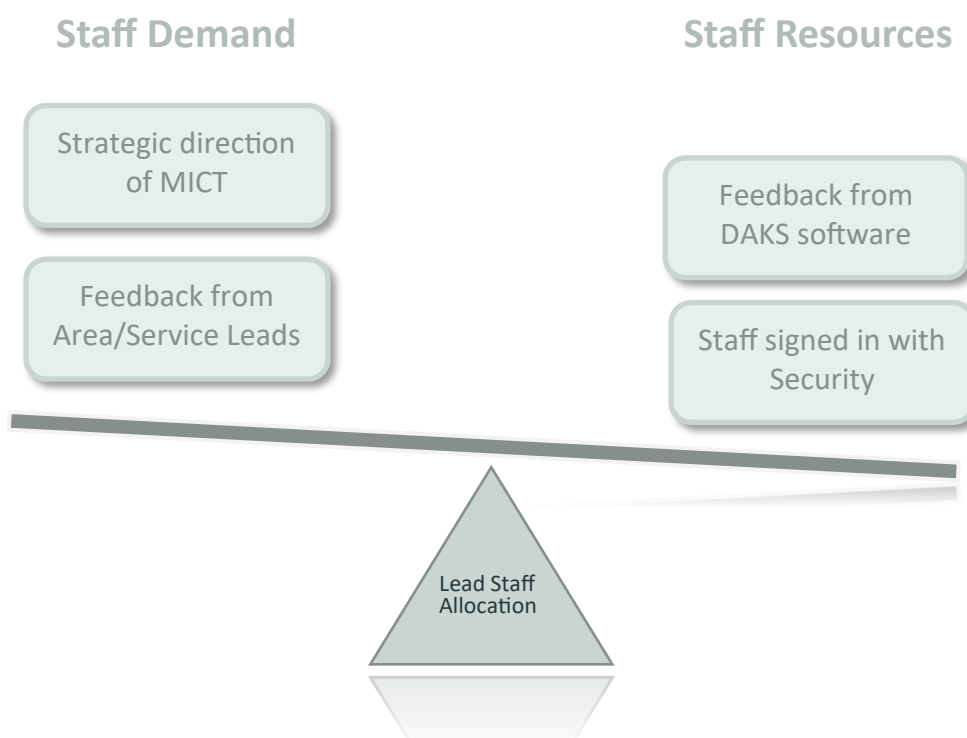 Staff Demand
Staff Resources
Strategic direction
of MICT
Feedback from
Area/Service Leads
Feedback from
DAKS software
Staff signed in with
Security
Lead Staff
Allocation